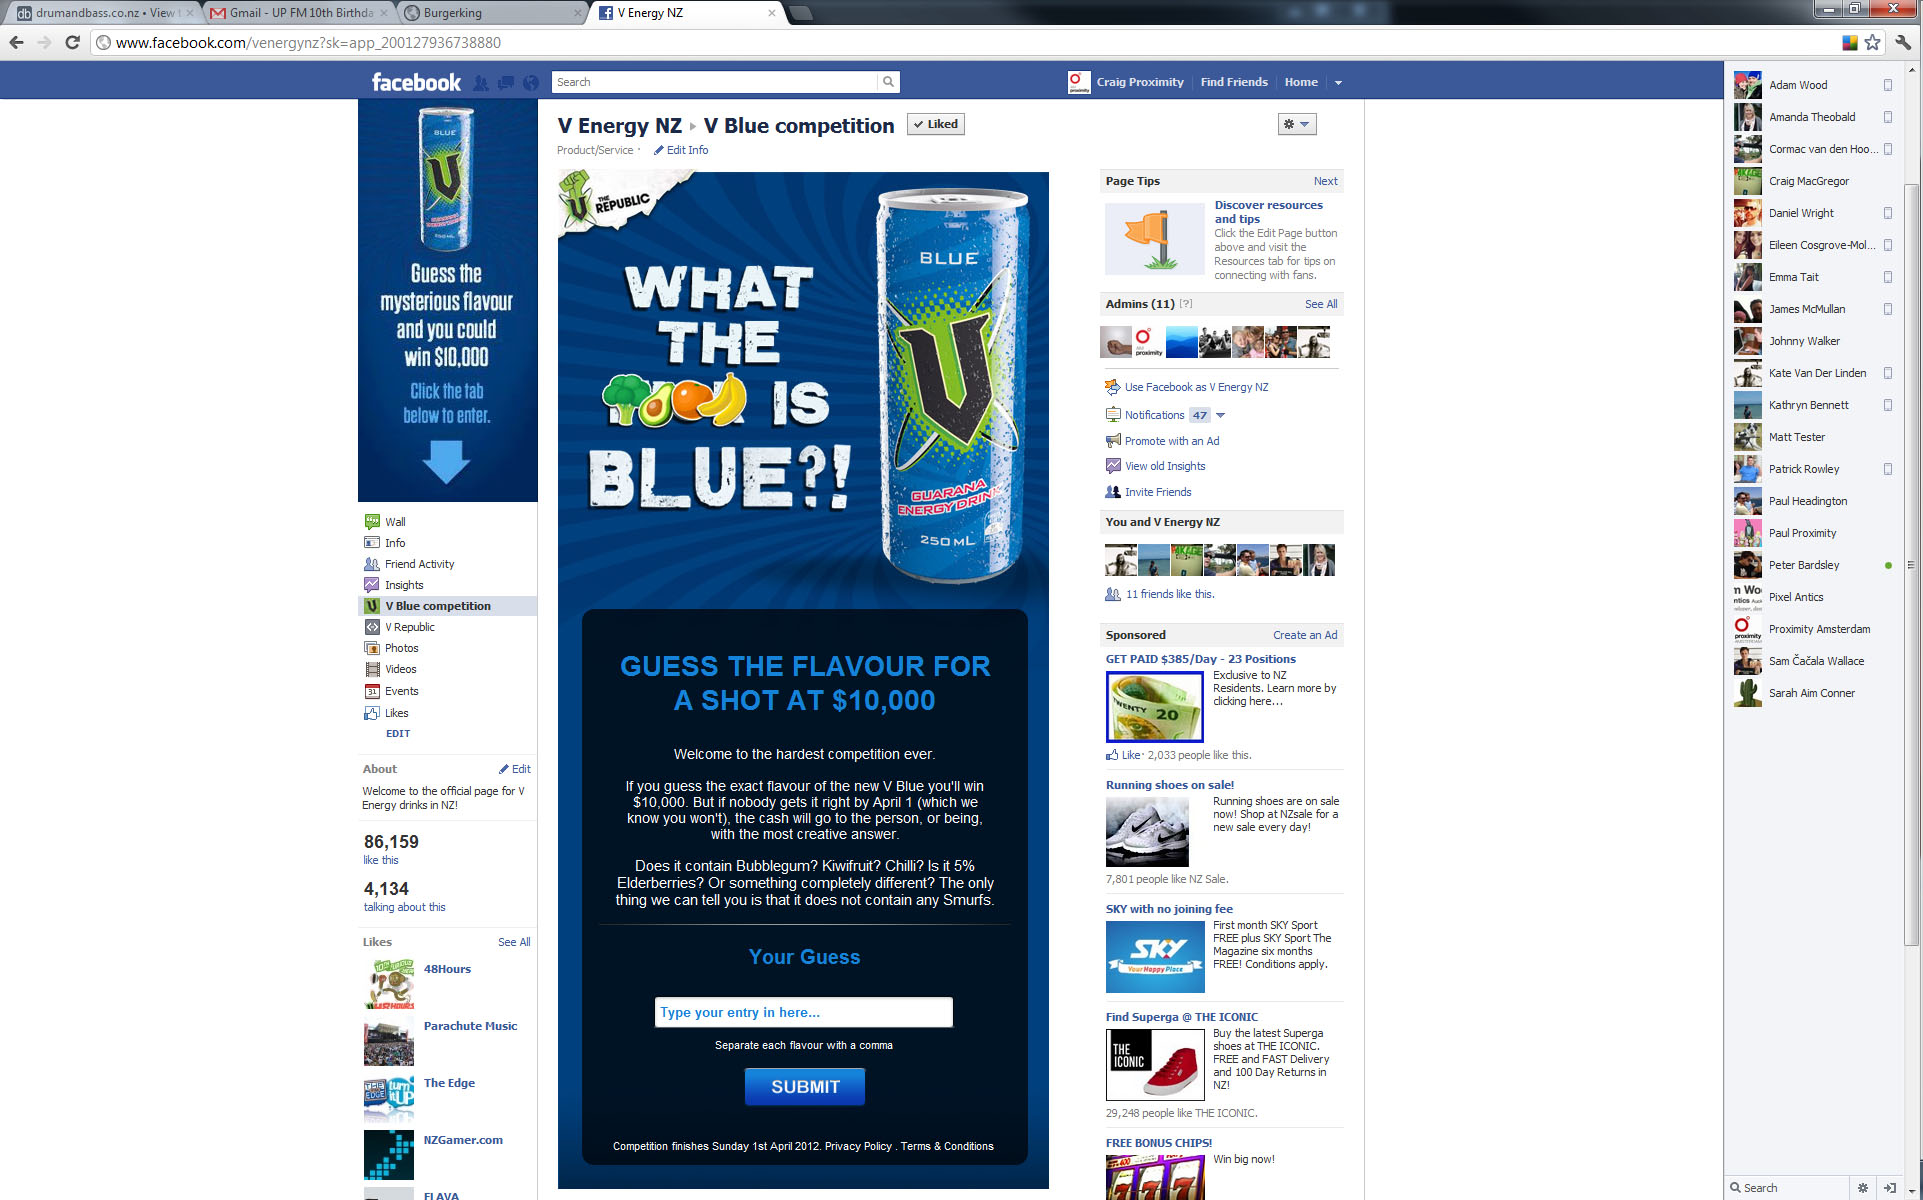 drumandbass.co.nz • View t
Gmail - UP FM 10th Birthda
Burgerking
V Energy NZ
www.facebook.com/venergynz?sk=app_200127936738880
facebook
Search
Craig Proximity
Find Friends
Home
BLUE
V
GUARANA
ENERGY DRINK
250 ML
Guess the
mysterious flavour
and you could
win $10,000
Click the tab
below to enter.
Wall
Info
Friend Activity
Insights
V Blue competition
V Republic
Photos
Videos
31 Events
Likes
EDIT
About
Edit
Welcome to the official page for V
Energy drinks in NZ!
86,159
like this
4,134
talking about this
Likes
See All
48Hours
Parachute Music
The Edge
NZGamer.com
FLAVA
V Energy NZ ▸ V Blue competition
Liked
Product/Service ·
Edit Info
THE
REPUBLIC
WHAT
THE
IS
BLUE?!
BLUE
V
GUARANA
ENERGY DRINK
250 ML
GUESS THE FLAVOUR FOR
A SHOT AT $10,000
Welcome to the hardest competition ever.
If you guess the exact flavour of the new V Blue you'll win
$10,000. But if nobody gets it right by April 1 (which we
know you won't), the cash will go to the person, or being,
with the most creative answer.
Does it contain Bubblegum? Kiwifruit? Chilli? Is it 5%
Elderberries? Or something completely different? The only
thing we can tell you is that it does not contain any Smurfs.
Your Guess
Type your entry in here...
Separate each flavour with a comma
SUBMIT
Competition finishes Sunday 1st April 2012. Privacy Policy . Terms & Conditions
Page Tips
Next
Discover resources
and tips
Click the Edit Page button
above and visit the
Resources tab for tips on
connecting with fans.
Admins (11) [?]
See All
proximity
Use Facebook as V Energy NZ
Notifications 47
Promote with an Ad
View old Insights
Invite Friends
You and V Energy NZ
11 friends like this.
Sponsored
Create an Ad
GET PAID $385/Day - 23 Positions
TWENTY 20
Exclusive to NZ
Residents. Learn more by
clicking here...
Like · 2,033 people like this.
Running shoes on sale!
Running shoes are on sale
now! Shop at NZsale for a
new sale every day!
7,801 people like NZ Sale.
SKY with no joining fee
SKY
Your Happy Place
First month SKY Sport
FREE plus SKY Sport The
Magazine six months
FREE! Conditions apply.
Find Superga @ THE ICONIC
THE
ICONIC
Buy the latest Superga
shoes at THE ICONIC.
FREE and FAST Delivery
and 100 Day Returns in
NZ!
29,248 people like THE ICONIC.
FREE BONUS CHIPS!
Win big now!
Adam Wood
Amanda Theobald
Cormac van den Hoo...
Craig MacGregor
Daniel Wright
Eileen Cosgrove-Mol...
Emma Tait
James McMullan
Johnny Walker
Kate Van Der Linden
Kathryn Bennett
Matt Tester
Patrick Rowley
Paul Headington
Paul Proximity
Peter Bardsley
Pixel Antics
Proximity Amsterdam
Sam Čačala Wallace
Sarah Aim Conner
Search